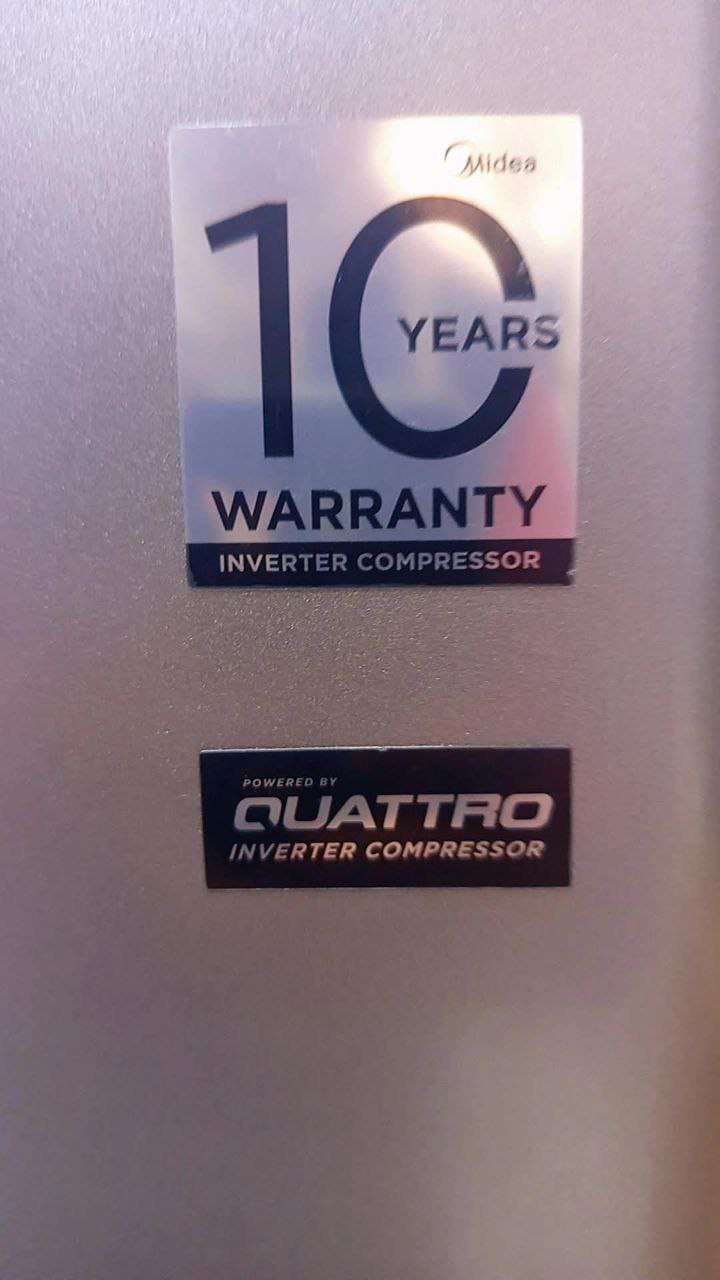 Midea
10
YEARS
WARRANTY
INVERTER COMPRESSOR
POWERED BY
QUATTRO
INVERTER COMPRESSOR